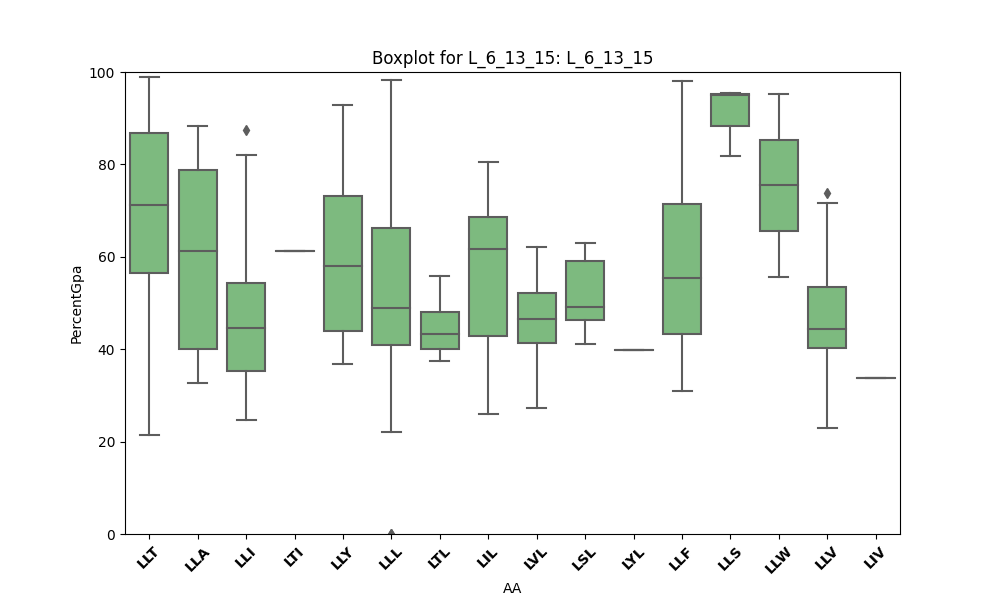 Boxplot for L_6_13_15: L_6_13_15
PercentGpa
100
80
60
40
20
0
LLT LLA LLI LTI LLY LLL LTL LIL LVL LSL LYL LLF LLS LLW LLV LIV
AA